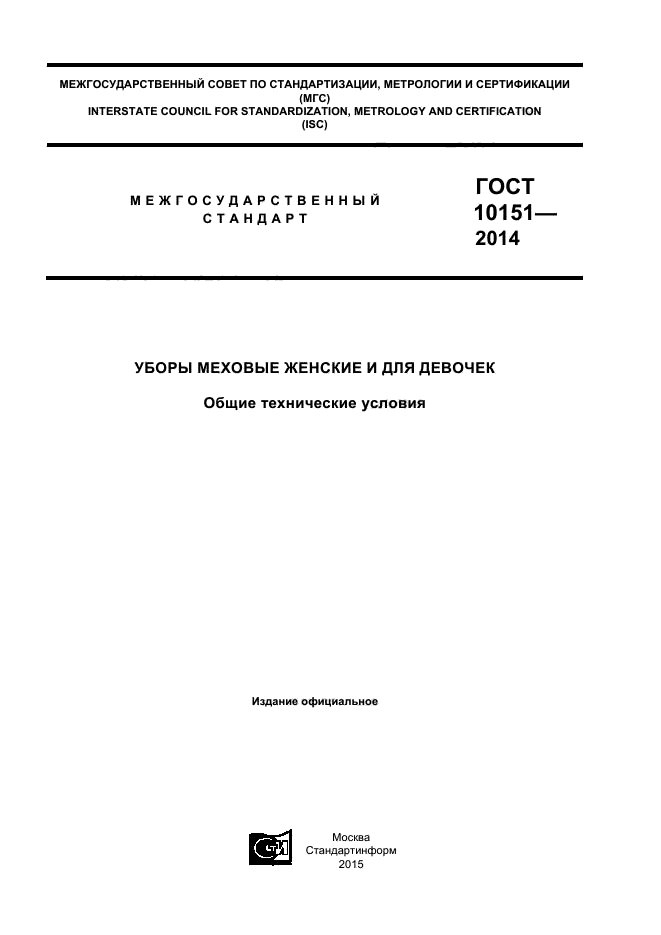 МЕЖГОСУДАРСТВЕННЫЙ СОВЕТ ПО СТАНДАРТИЗАЦИИ, МЕТРОЛОГИИ И СЕРТИФИКАЦИИ
(МГС)
INTERSTATE COUNCIL FOR STANDARDIZATION, METROLOGY AND CERTIFICATION
(ISC)
МЕЖГОСУДАРСТВЕННЫЙ
СТАНДАРТ
ГОСТ
10151—
2014
УБОРЫ МЕХОВЫЕ ЖЕНСКИЕ И ДЛЯ ДЕВОЧЕК
Общие технические условия
Издание официальное
Москва
Стандартинформ
2015